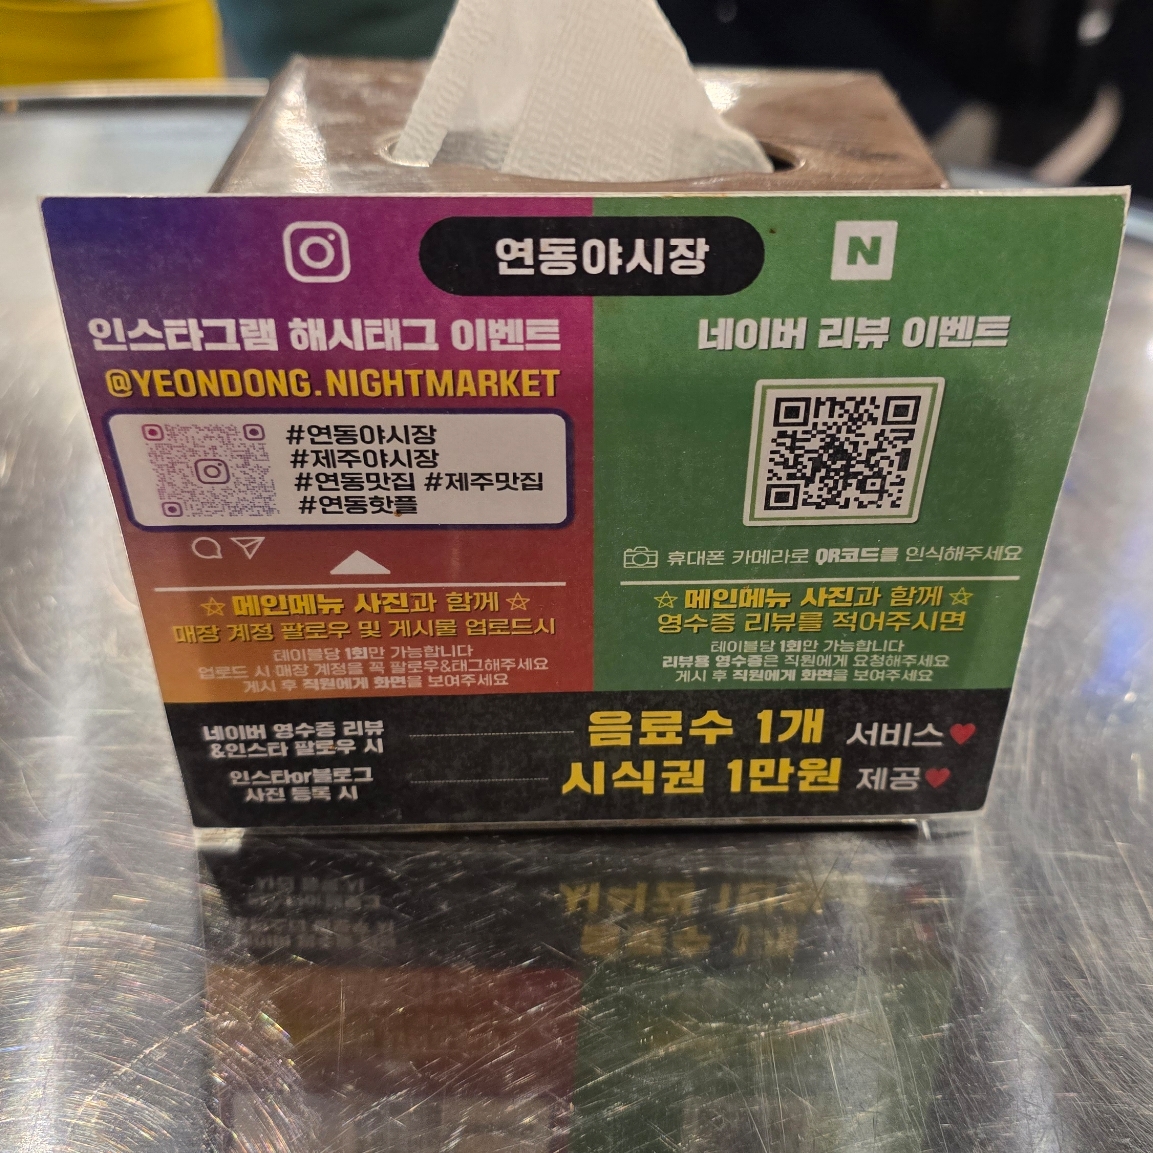 연동야시장
인스타그램 해시태그 이벤트
@YEONDONG.NIGHTMARKET
#연동야시장
#제주야시장
#연동맛집 #제주맛집
#연동핫플
☆ 메인메뉴 사진과 함께 ☆
매장 계정 팔로우 및 게시물 업로드시
테이블당 1회만 가능합니다
업로드 시 매장 계정을 꼭 팔로우&태그해주세요
게시 후 직원에게 화면을 보여주세요
N
네이버 리뷰 이벤트
휴대폰 카메라로 QR코드를 인식해주세요
☆ 메인메뉴 사진과 함께 ☆
영수증 리뷰를 적어주시면
테이블당 1회만 가능합니다
리뷰용 영수증은 직원에게 요청해주세요
게시 후 직원에게 화면을 보여주세요
네이버 영수증 리뷰
&인스타 팔로우 시
음료수 1개 서비스♥
인스타or블로그
사진 등록 시
시식권 1만원 제공♥